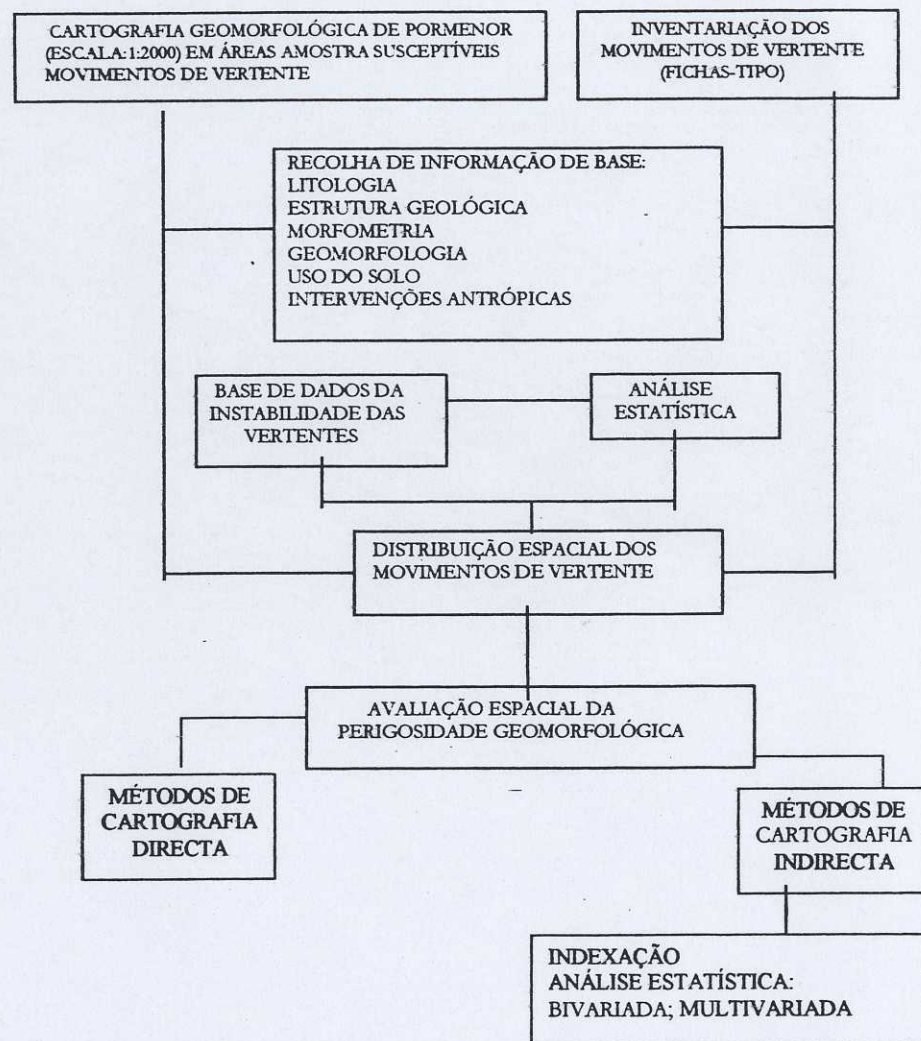 CARTOGRAFIA GEOMORFOLÓGICA DE PORMENOR
(ESCALA:1:2000) EM ÁREAS AMOSTRA SUSCEPTÍVEIS
MOVIMENTOS DE VERTENTE
INVENTARIAÇÃO DOS
MOVIMENTOS DE VERTENTE
(FICHAS-TIPO)
RECOLHA DE INFORMAÇÃO DE BASE:
LITOLOGIA
ESTRUTURA GEOLÓGICA
MORFOMETRIA
GEOMORFOLOGIA
USO DO SOLO
INTERVENÇÕES ANTRÓPICAS
BASE DE DADOS DA
INSTABILIDADE DAS
VERTENTES
ANÁLISE
ESTATÍSTICA
DISTRIBUIÇÃO ESPACIAL DOS
MOVIMENTOS DE VERTENTE
AVALIAÇÃO ESPACIAL DA
PERIGOSIDADE GEOMORFOLÓGICA
MÉTODOS DE
CARTOGRAFIA
DIRECTA
MÉTODOS DE
CARTOGRAFIA
INDIRECTA
INDEXAÇÃO
ANÁLISE ESTATÍSTICA:
BIVARIADA; MULTIVARIADA